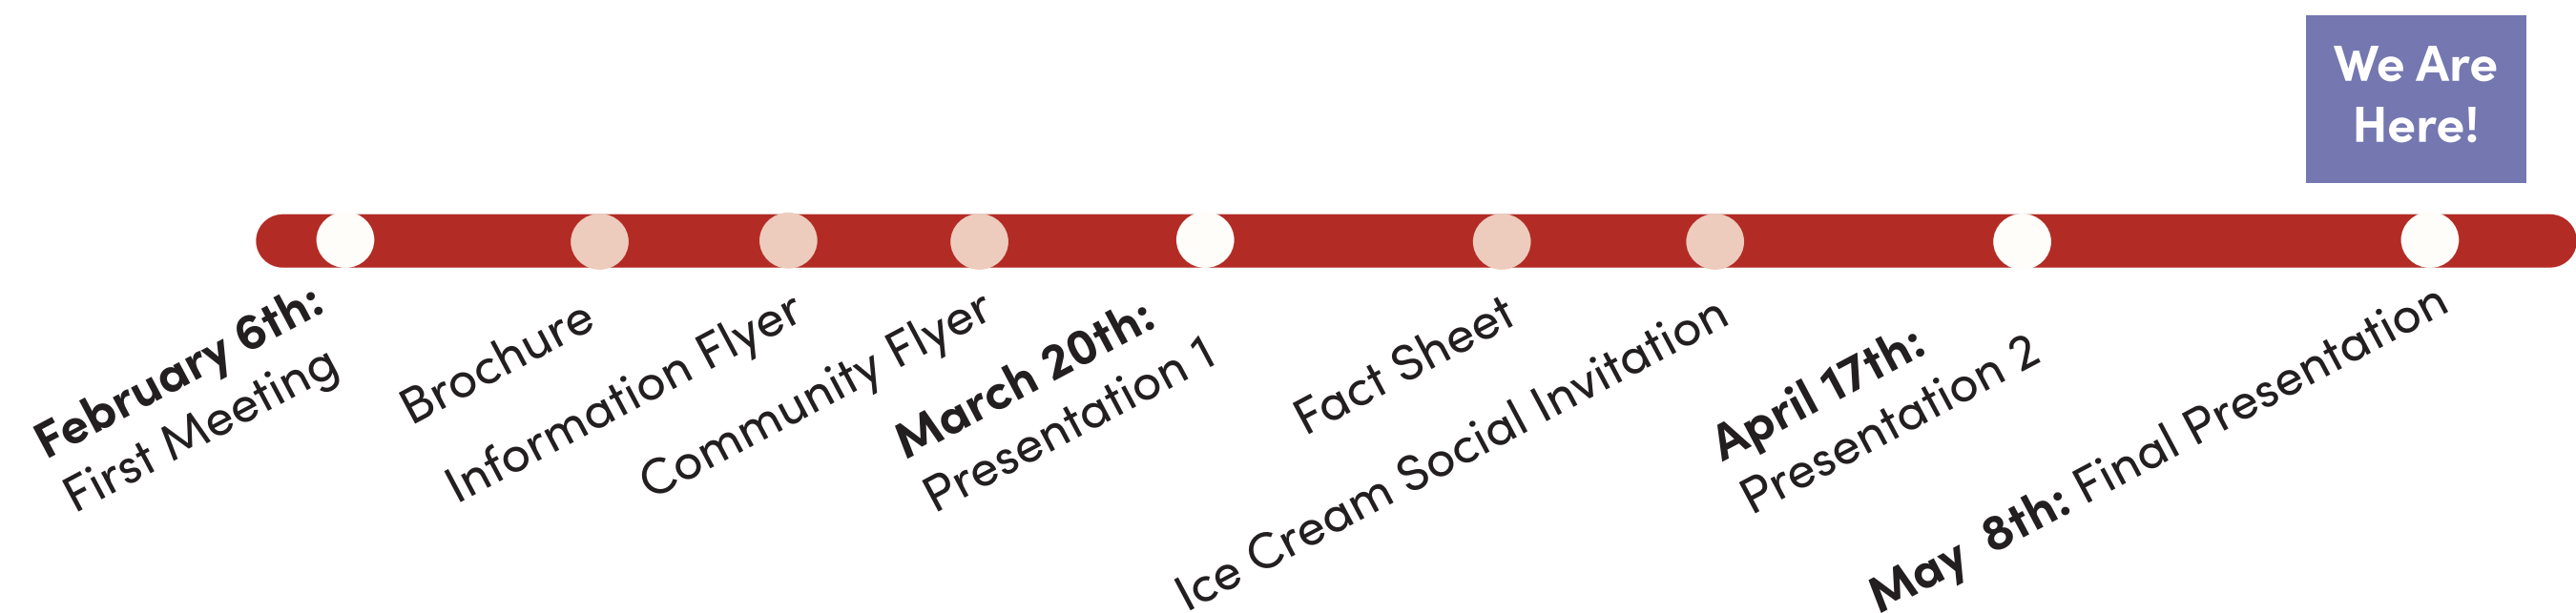 We Are
Here!
February 6th:
First Meeting
Brochure
Information Flyer
Community Flyer
March 20th:
Presentation 1
Fact Sheet
Ice Cream Social Invitation
April 17th:
Presentation 2
May 8th: Final Presentation